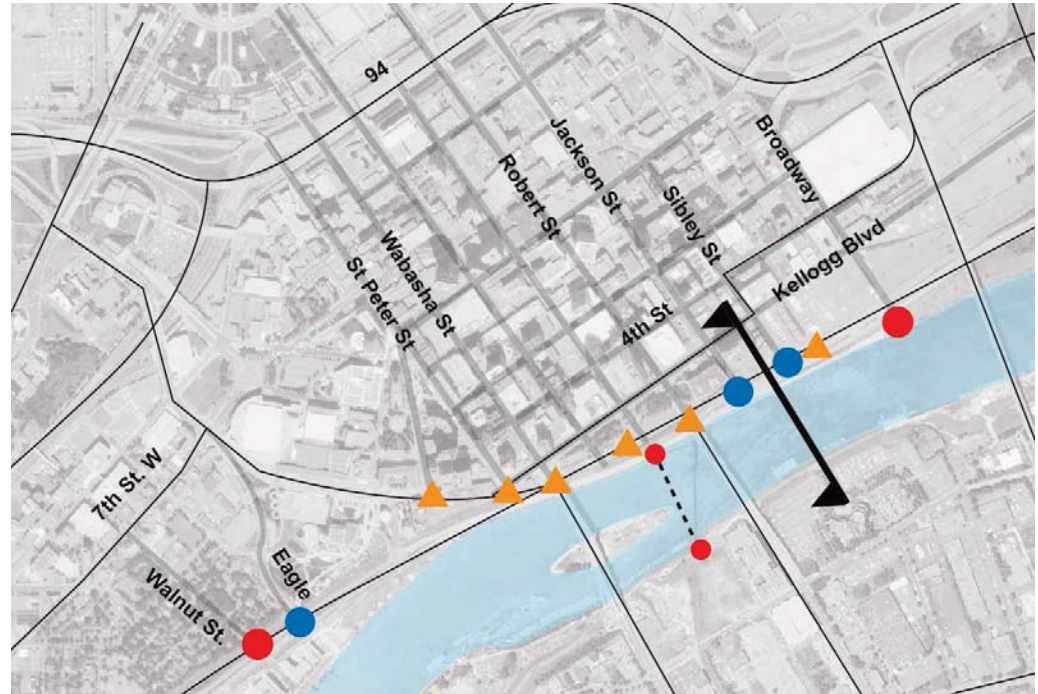 94
Jackson St
Broadway
Robert St
Sibley St
Wabasha St
St Peter St
Kellogg Blvd
4th St
7th St. W
Eagle
Walnut St.